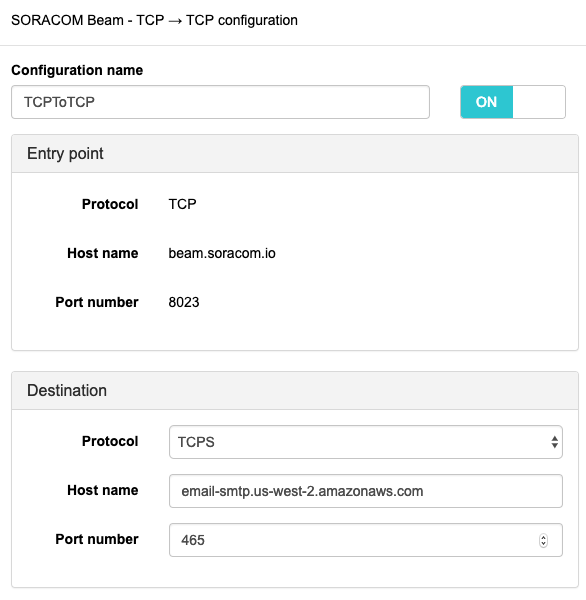 SORACOM Beam - TCP → TCP configuration
Configuration name
TCPToTCP
ON
Entry point
Protocol TCP
Host name beam.soracom.io
Port number 8023
Destination
Protocol TCPS
Host name email-smtp.us-west-2.amazonaws.com
Port number 465